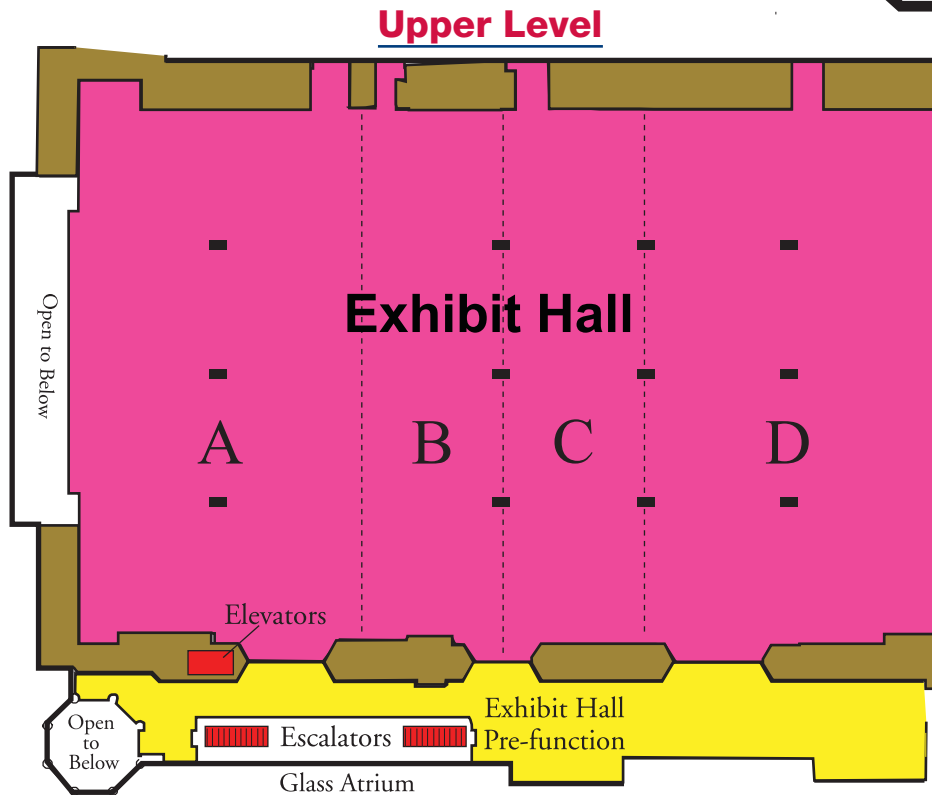 Upper Level
Open to Below
Exhibit Hall
A
B
C
D
Elevators
Open
to
Below
Escalators
Exhibit Hall
Pre-function
Glass Atrium